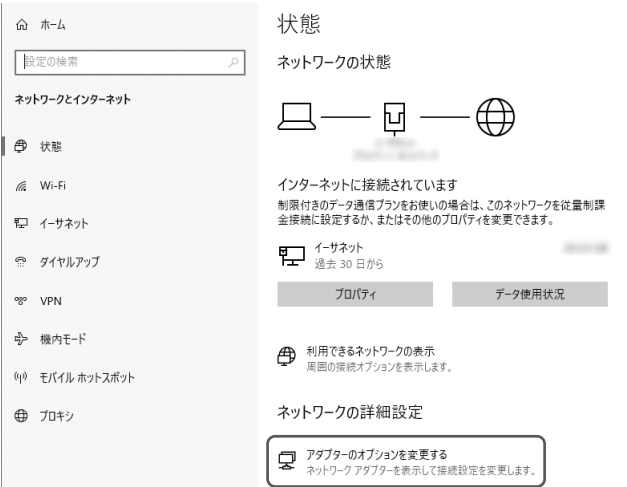 ホーム
設定の検索
ネットワークとインターネット
状態
Wi-Fi
イーサネット
ダイヤルアップ
VPN
機内モード
モバイル ホットスポット
プロキシ
状態
ネットワークの状態
インターネットに接続されています
制限付きのデータ通信プランをお使いの場合は、このネットワークを従量制課
金接続に設定するか、またはその他のプロパティを変更できます。
イーサネット
過去 30 日から
プロパティ
データ使用状況
利用できるネットワークの表示
周囲の接続オプションを表示します。
ネットワークの詳細設定
アダプターのオプションを変更する
ネットワーク アダプターを表示して接続設定を変更します。